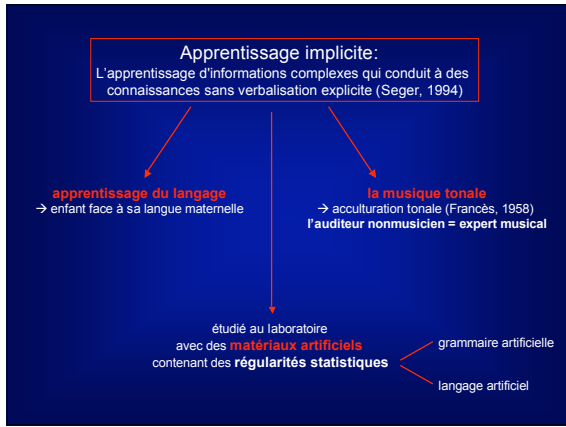 Apprentissage implicite:
L'apprentissage d'informations complexes qui conduit à des
connaissances sans verbalisation explicite (Seger, 1994)
apprentissage du langage
→ enfant face à sa langue maternelle
la musique tonale
→ acculturation tonale (Francès, 1958)
l'auditeur nonmusicien = expert musical
étudié au laboratoire
avec des matériaux artificiels
contenant des régularités statistiques
grammaire artificielle
langage artificiel